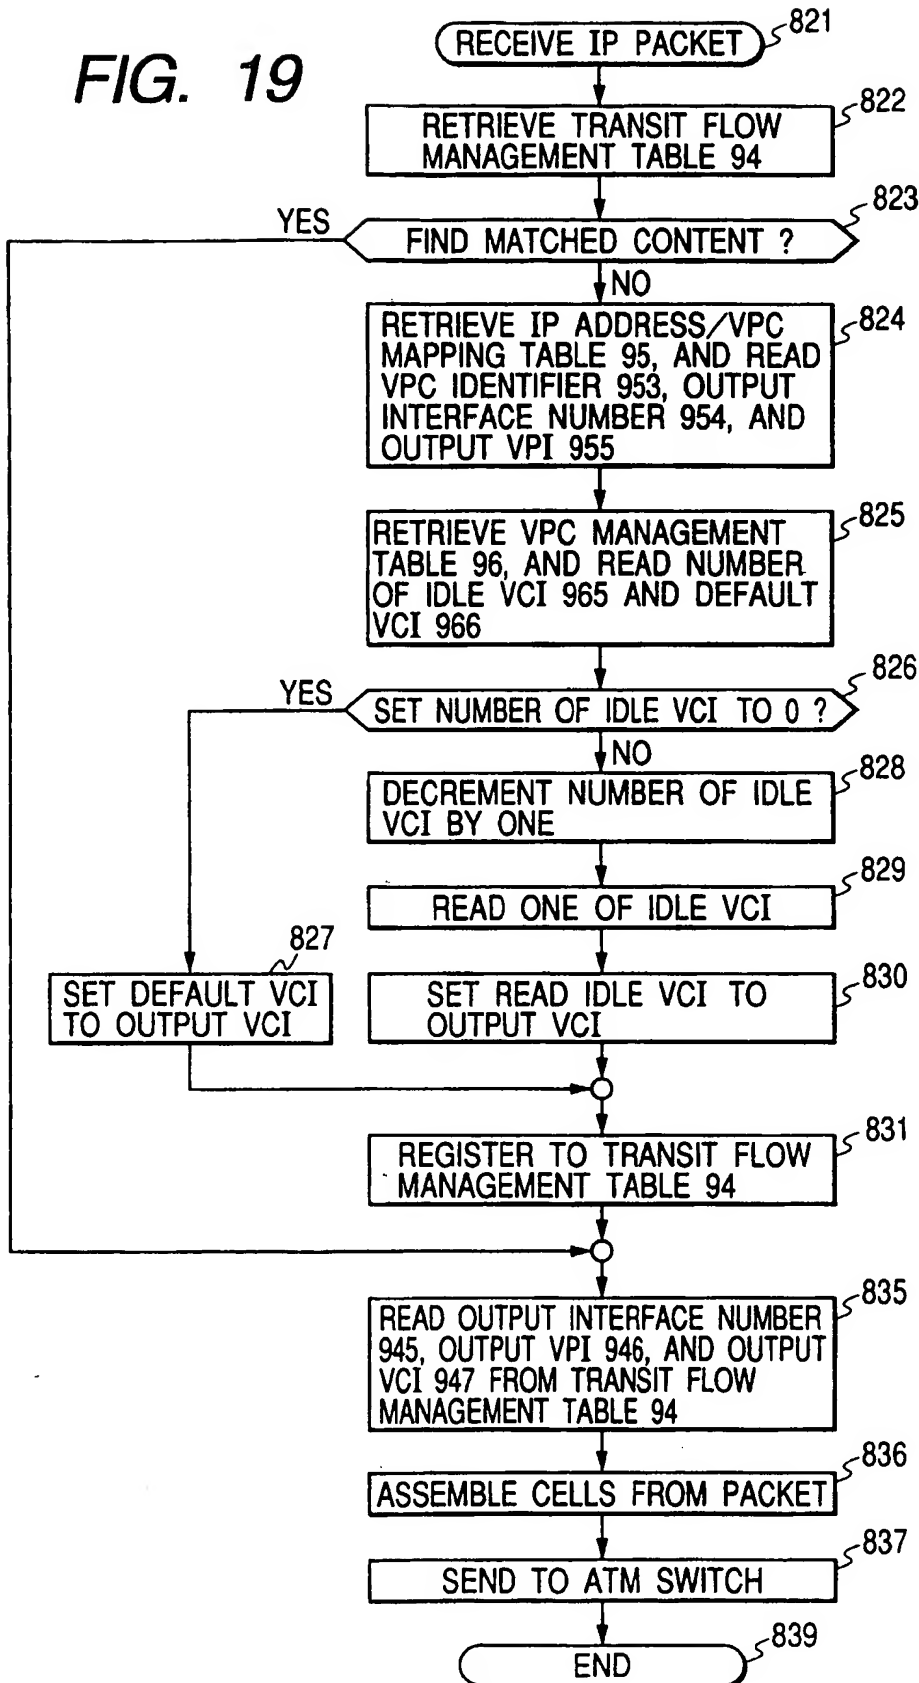 FIG. 19
RECEIVE IP PACKET
821
822
RETRIEVE TRANSIT FLOW
MANAGEMENT TABLE 94
823
YES
FIND MATCHED CONTENT ?
NO
824
RETRIEVE IP ADDRESS/VPC
MAPPING TABLE 95, AND READ
VPC IDENTIFIER 953, OUTPUT
INTERFACE NUMBER 954, AND
OUTPUT VPI 955
825
RETRIEVE VPC MANAGEMENT
TABLE 96, AND READ NUMBER
OF IDLE VCI 965 AND DEFAULT
VCI 966
826
YES
SET NUMBER OF IDLE VCI TO 0 ?
NO
828
DECREMENT NUMBER OF IDLE
VCI BY ONE
829
READ ONE OF IDLE VCI
827
SET DEFAULT VCI
TO OUTPUT VCI
830
SET READ IDLE VCI TO
OUTPUT VCI
831
REGISTER TO TRANSIT FLOW
MANAGEMENT TABLE 94
835
READ OUTPUT INTERFACE NUMBER
945, OUTPUT VPI 946, AND OUTPUT
VCI 947 FROM TRANSIT FLOW
MANAGEMENT TABLE 94
836
ASSEMBLE CELLS FROM PACKET
837
SEND TO ATM SWITCH
839
END